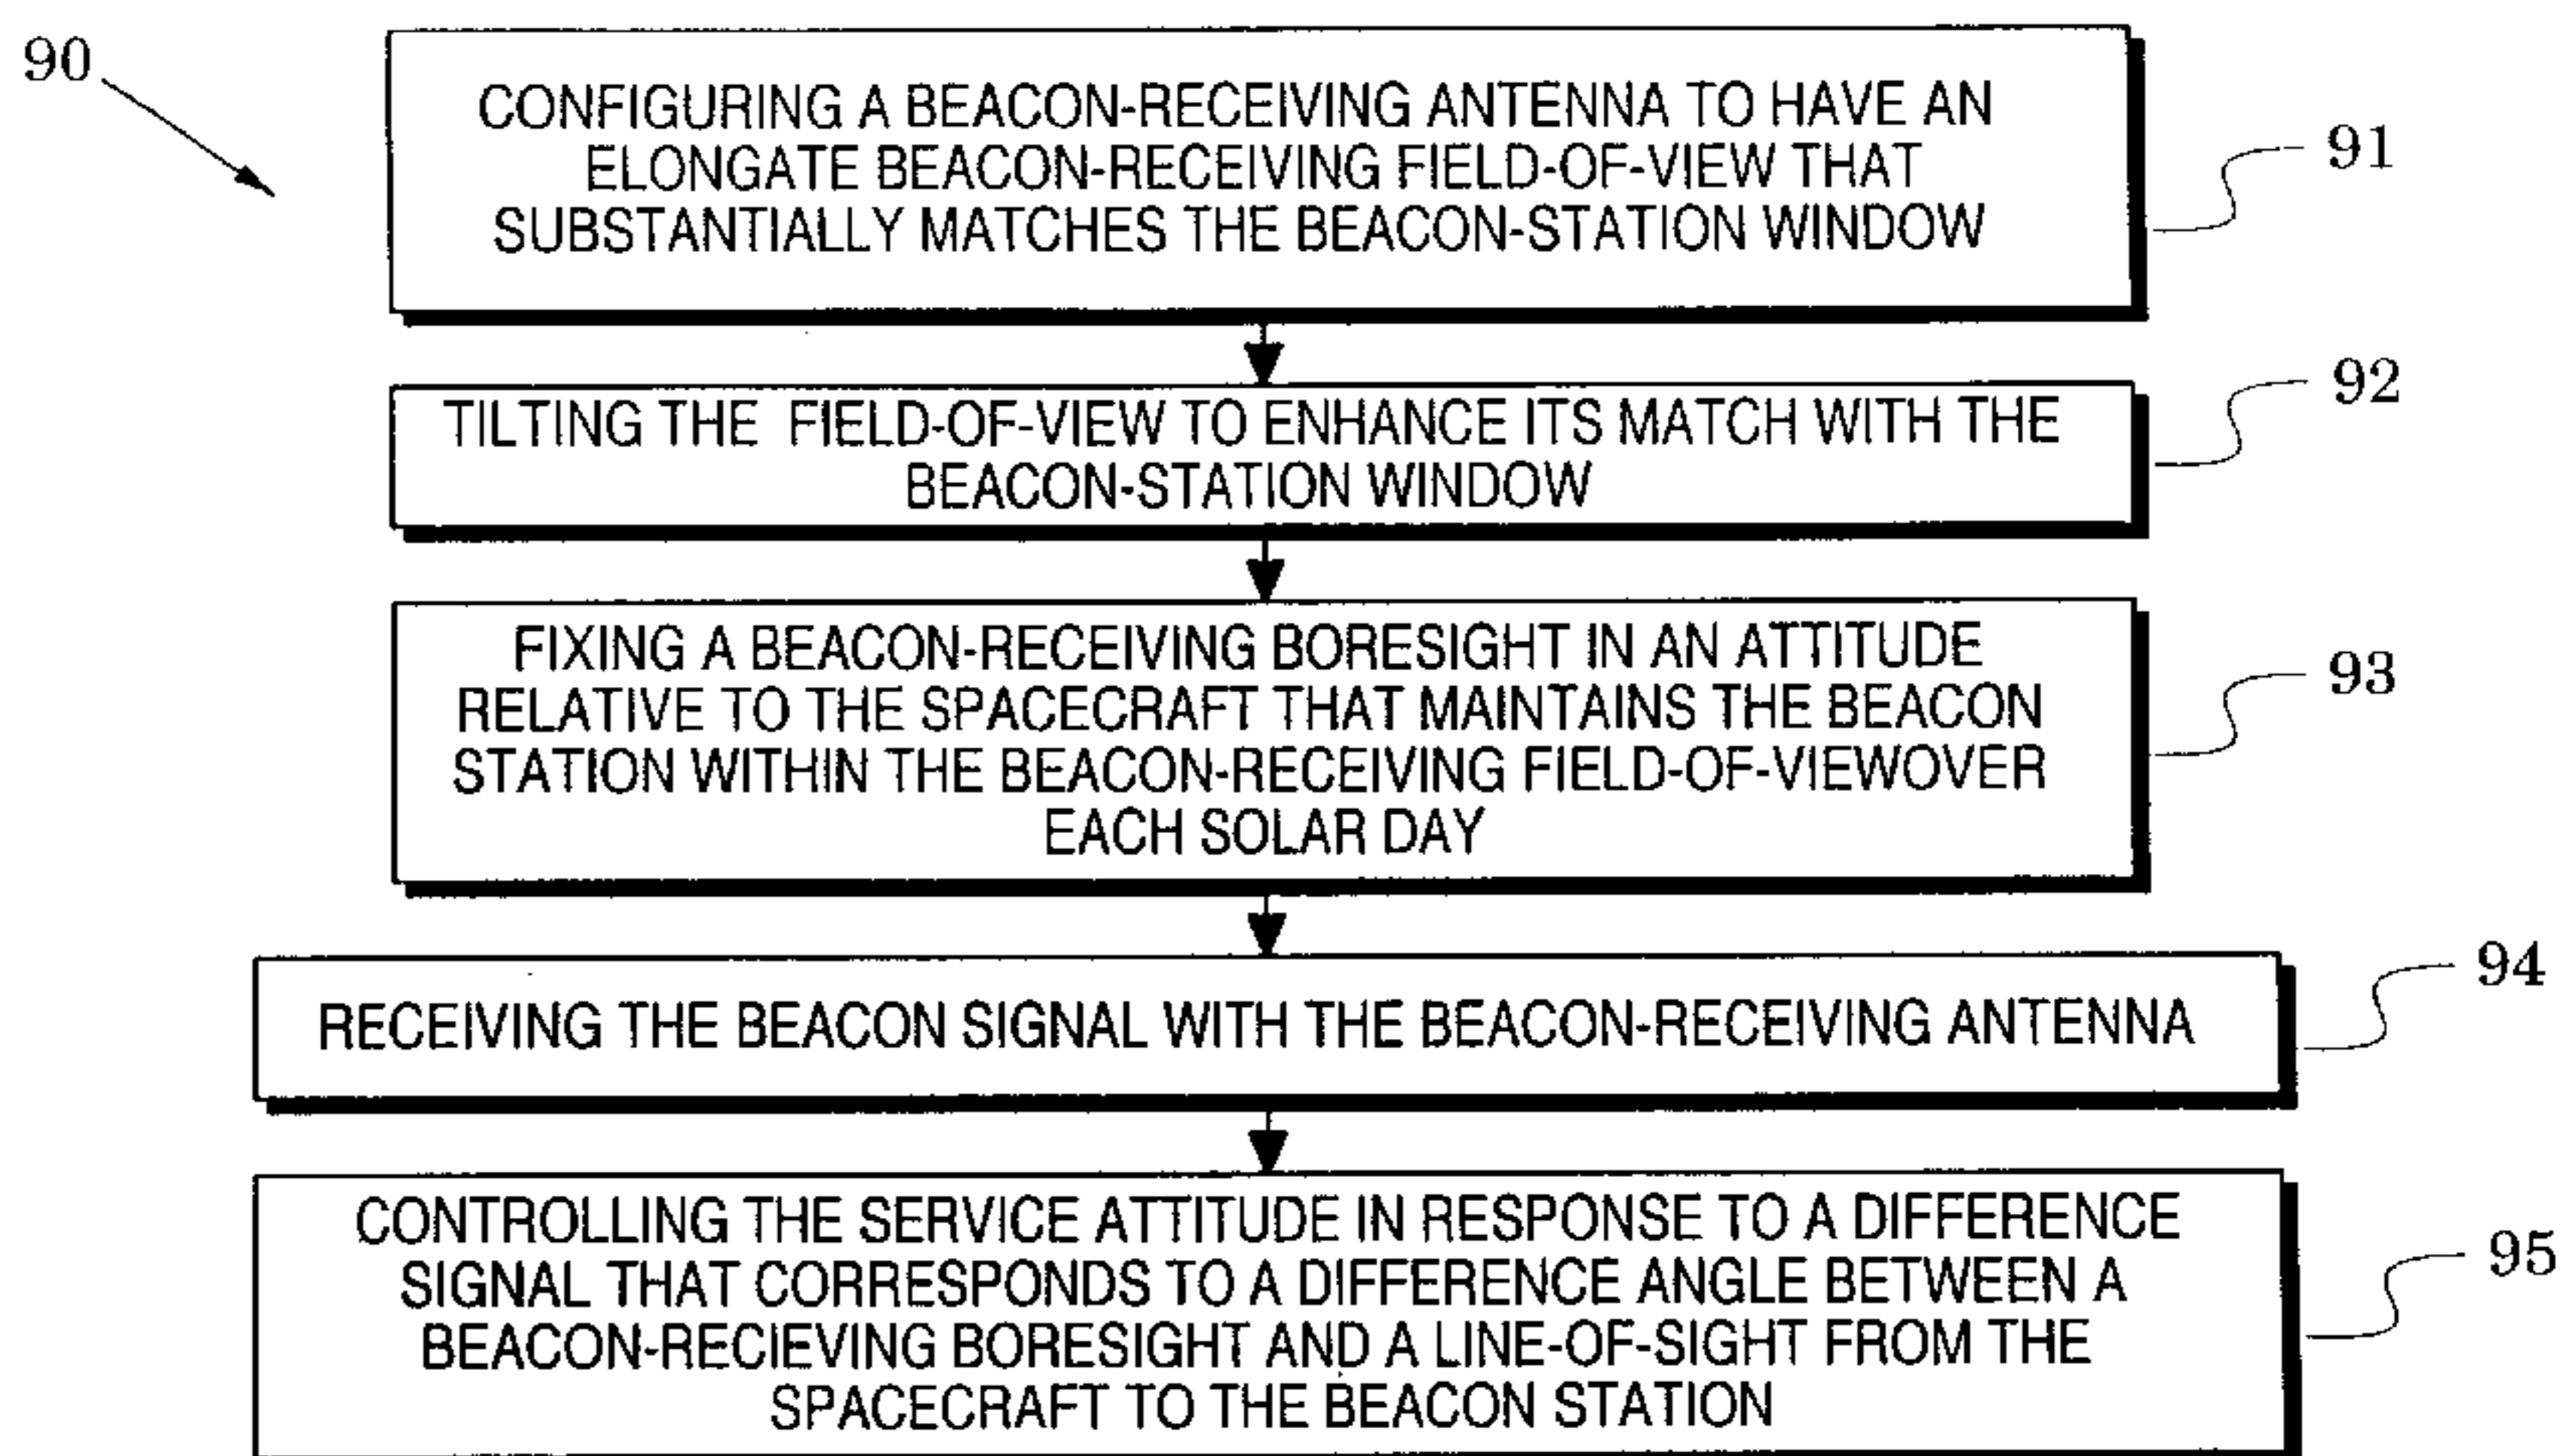 90
CONFIGURING A BEACON-RECEIVING ANTENNA TO HAVE AN
ELONGATE BEACON-RECEIVING FIELD-OF-VIEW THAT
SUBSTANTIALLY MATCHES THE BEACON-STATION WINDOW
91
TILTING THE FIELD-OF-VIEW TO ENHANCE ITS MATCH WITH THE
BEACON-STATION WINDOW
92
FIXING A BEACON-RECEIVING BORESIGHT IN AN ATTITUDE
RELATIVE TO THE SPACECRAFT THAT MAINTAINS THE BEACON
STATION WITHIN THE BEACON-RECEIVING FIELD-OF-VIEWOVER
EACH SOLAR DAY
93
RECEIVING THE BEACON SIGNAL WITH THE BEACON-RECEIVING ANTENNA
94
CONTROLLING THE SERVICE ATTITUDE IN RESPONSE TO A DIFFERENCE
SIGNAL THAT CORRESPONDS TO A DIFFERENCE ANGLE BETWEEN A
BEACON-RECIEVING BORESIGHT AND A LINE-OF-SIGHT FROM THE
SPACECRAFT TO THE BEACON STATION
95